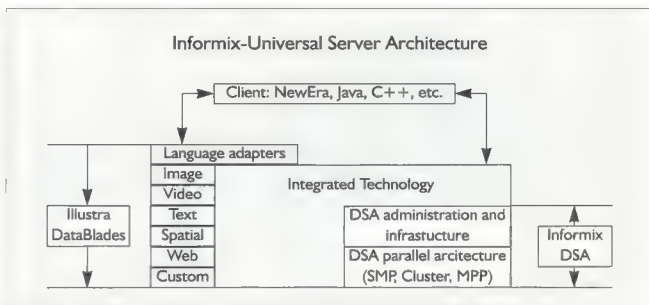 Informix-Universal Server Architecture
Client: NewEra, Java, C++, etc.
Language adapters
Image
Video
Text
Spatial
Web
Custom
Integrated Technology
Illustra
DataBlades
DSA administration and
infrastucture
DSA parallel arcitecture
(SMP, Cluster, MPP)
Informix
DSA